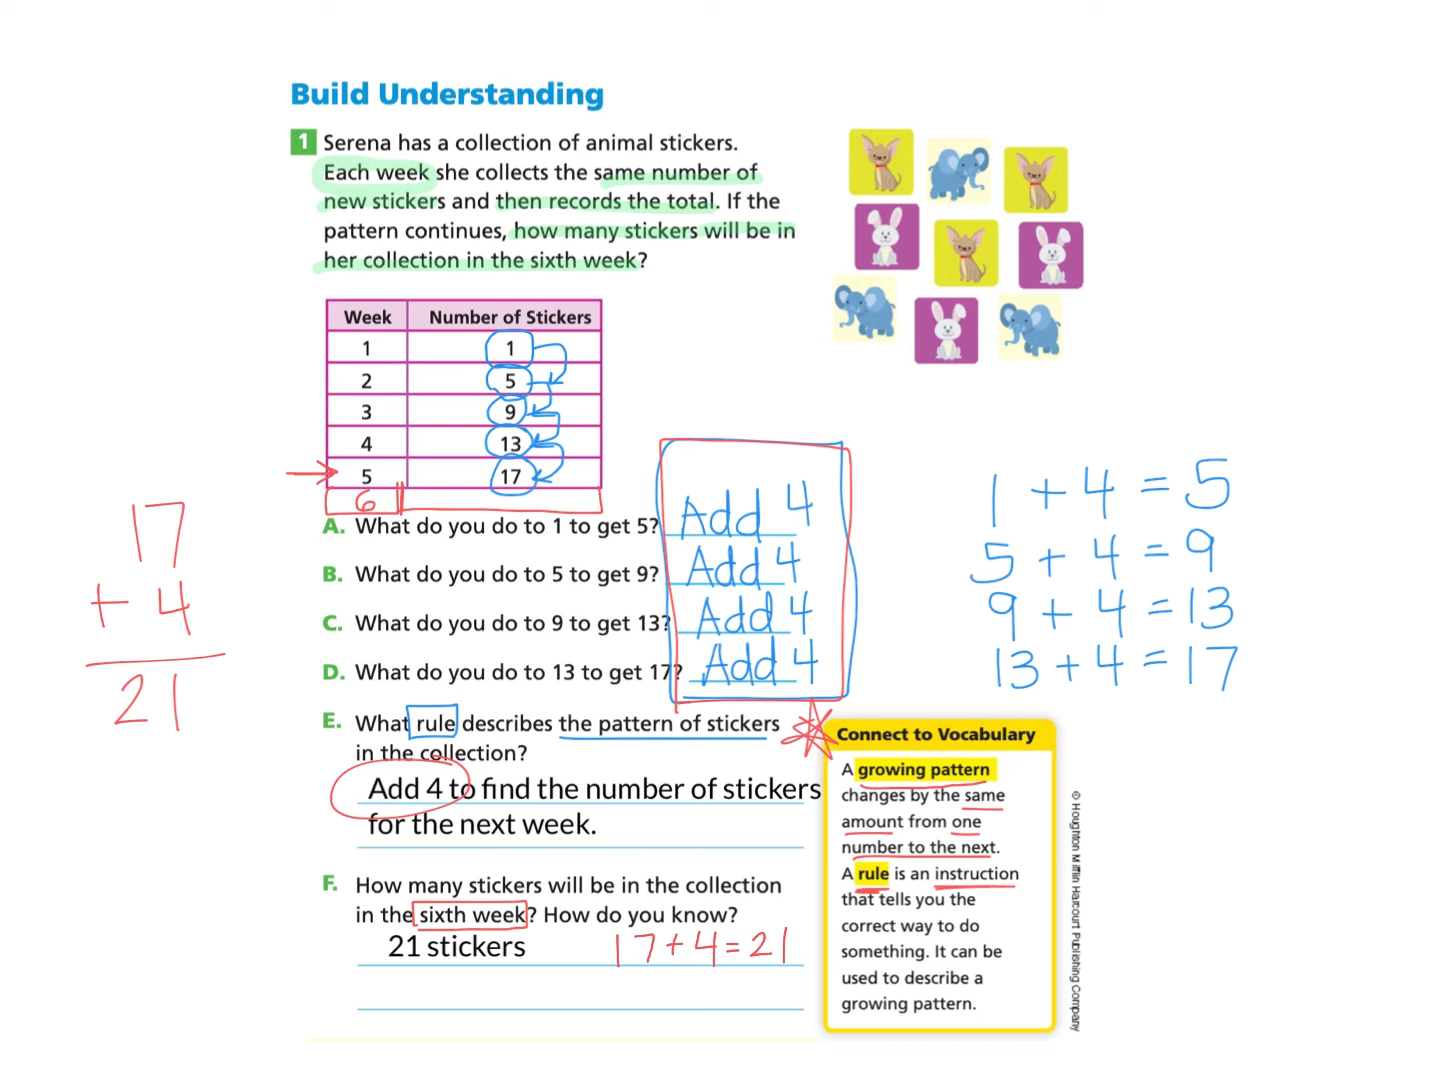 Build Understanding
1 Serena has a collection of animal stickers.
Each week she collects the same number of
new stickers and then records the total. If the
pattern continues, how many stickers will be in
her collection in the sixth week?
Week Number of Stickers
1 1
2 5
3 9
4 13
5 17
6
A. What do you do to 1 to get 5? Add 4
B. What do you do to 5 to get 9? Add 4
C. What do you do to 9 to get 13? Add 4
D. What do you do to 13 to get 17? Add 4
E. What rule describes the pattern of stickers
in the collection?
Add 4 to find the number of stickers
for the next week.
F. How many stickers will be in the collection
in the sixth week? How do you know?
21 stickers 17+4=21
17
+ 4
21
1 + 4 = 5
5 + 4 = 9
9 + 4 = 13
13 + 4 = 17
Connect to Vocabulary
A growing pattern
changes by the same
amount from one
number to the next.
A rule is an instruction
that tells you the
correct way to do
something. It can be
used to describe a
growing pattern.
© Houghton Mifflin Harcourt Publishing Company